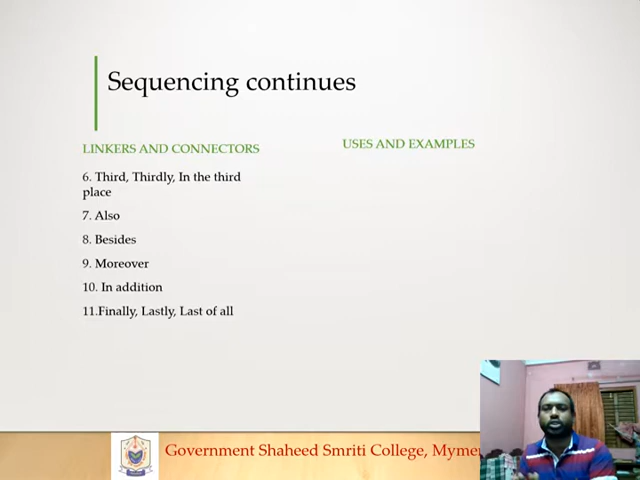 Sequencing continues
LINKERS AND CONNECTORS
6. Third, Thirdly, In the third
place
7. Also
8. Besides
9. Moreover
10. In addition
11.Finally, Lastly, Last of all
USES AND EXAMPLES
Government Shaheed Smriti College,